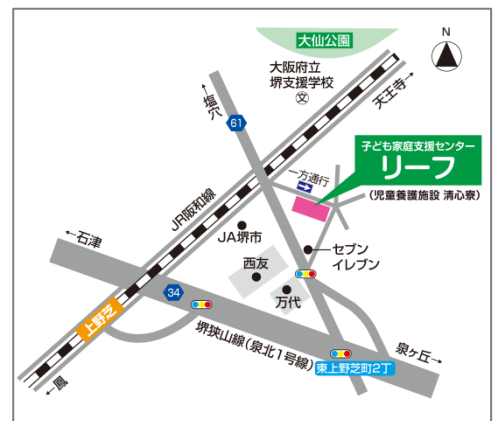 大仙公園
N
大阪府立
堺支援学校
文
天王寺→
←塩穴
61
子ども家庭支援センター
リーフ
(児童養護施設 清心寮)
一方通行
JR阪和線
JA堺市
←石津
セブン
イレブン
西友
34
万代
上野芝
堺狭山線(泉北1号線)
泉ヶ丘→
東上野芝町2丁
←鳳